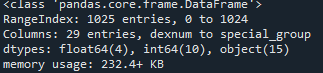 <class 'pandas.core.frame.DataFrame'>
RangeIndex: 1025 entries, 0 to 1024
Columns: 29 entries, dexnum to special_group
dtypes: float64(4), int64(10), object(15)
memory usage: 232.4+ KB